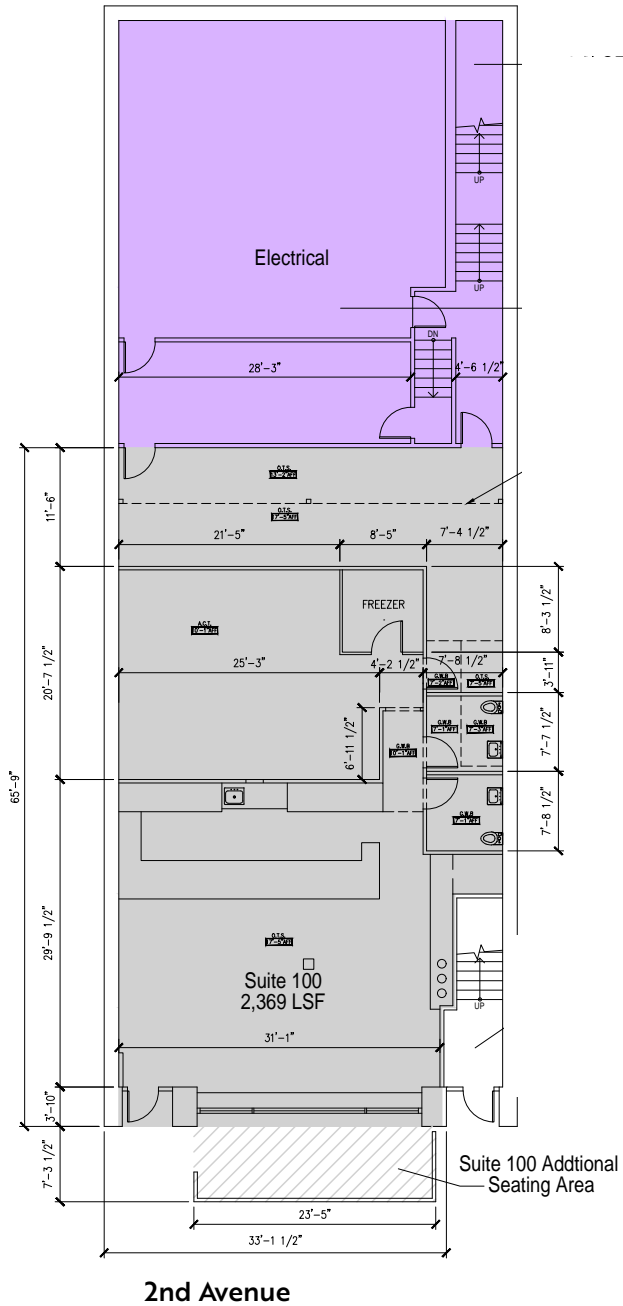 UP
UP
Electrical
DN
28'-3"
4'-6 1/2"
O.T.S.
11'-6"
O.T.S.
21'-5"
8'-5"
7'-4 1/2"
FREEZER
8'-3 1/2"
A.C.T.
20'-7 1/2"
25'-3"
4'-2 1/2"
7'-8 1/2"
3'-11"
G.W.B
O.T.S.
6'-11 1/2"
G.W.B
G.W.B
G.W.B
7'-7 1/2"
65'-9"
G.W.B
7'-8 1/2"
29'-9 1/2"
O.T.S.
Suite 100
2,369 LSF
UP
31'-1"
3'-10"
7'-3 1/2"
Suite 100 Addtional
Seating Area
23'-5"
33'-1 1/2"
2nd Avenue